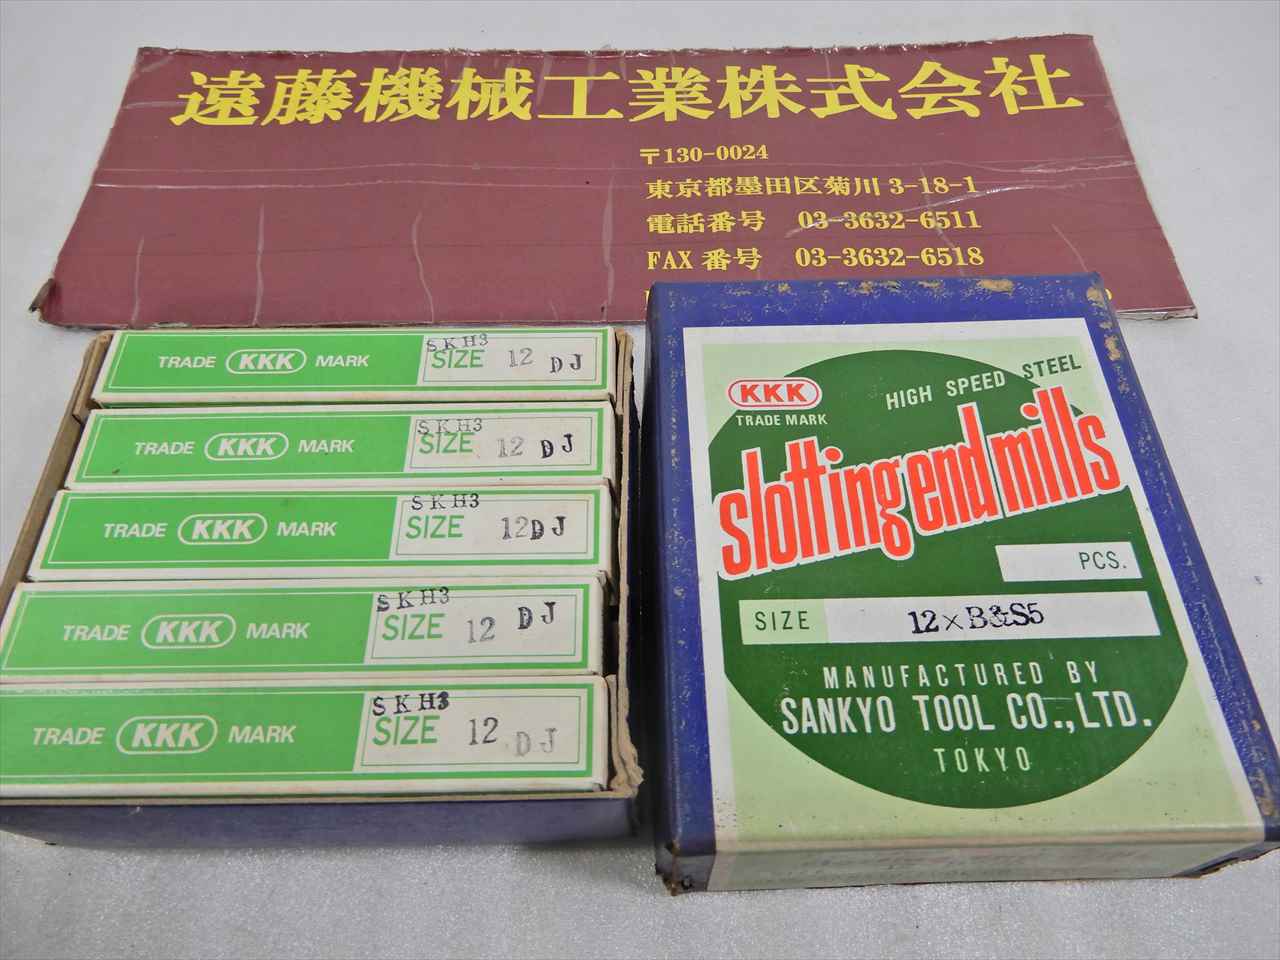 遠藤機械工業株式会社
〒130-0024
東京都墨田区菊川3-18-1
電話番号 03-3632-6511
FAX番号 03-3632-6518
SKH3
TRADE KKK MARK SIZE 12 DJ
SKH3
TRADE KKK MARK SIZE 12 DJ
SKH3
TRADE KKK MARK SIZE 12DJ
SKH3
TRADE KKK MARK SIZE 12 DJ
SKH3
TRADE KKK MARK SIZE 12 DJ
KKK
TRADE MARK
HIGH SPEED STEEL
slotting end mills
PCS.
SIZE 12×B&S5
MANUFACTURED BY
SANKYO TOOL CO.,LTD.
TOKYO